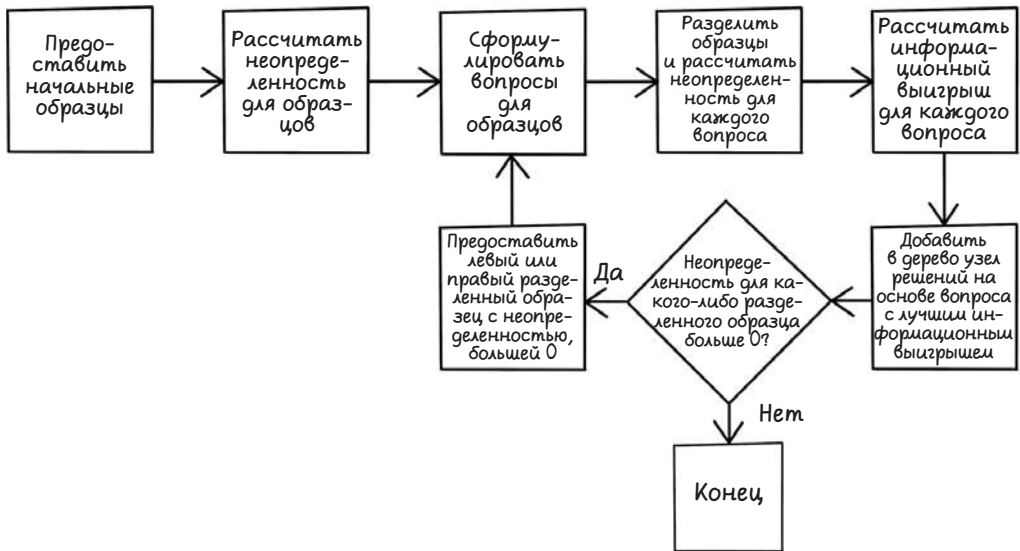 Предо-
ставить
начальные
образцы
Рассчитать
неопреде-
ленность
для образ-
цов
Сформу-
лировать
вопросы
для
образцов
Разделить
образцы
и рассчитать
неопределен-
ность для
каждого
вопроса
Рассчитать
информа-
ционный
выигрыш
для каждого
вопроса
Добавить
в дерево узел
решений на
основе вопроса
с лучшим ин-
формационным
выигрышем
Неопреде-
ленность для ка-
кого-либо разде-
ленного образца
больше 0?
Да
Предоставить
левый или
правый разде-
ленный обра-
зец с неопре-
деленностью,
большей 0
Нет
Конец